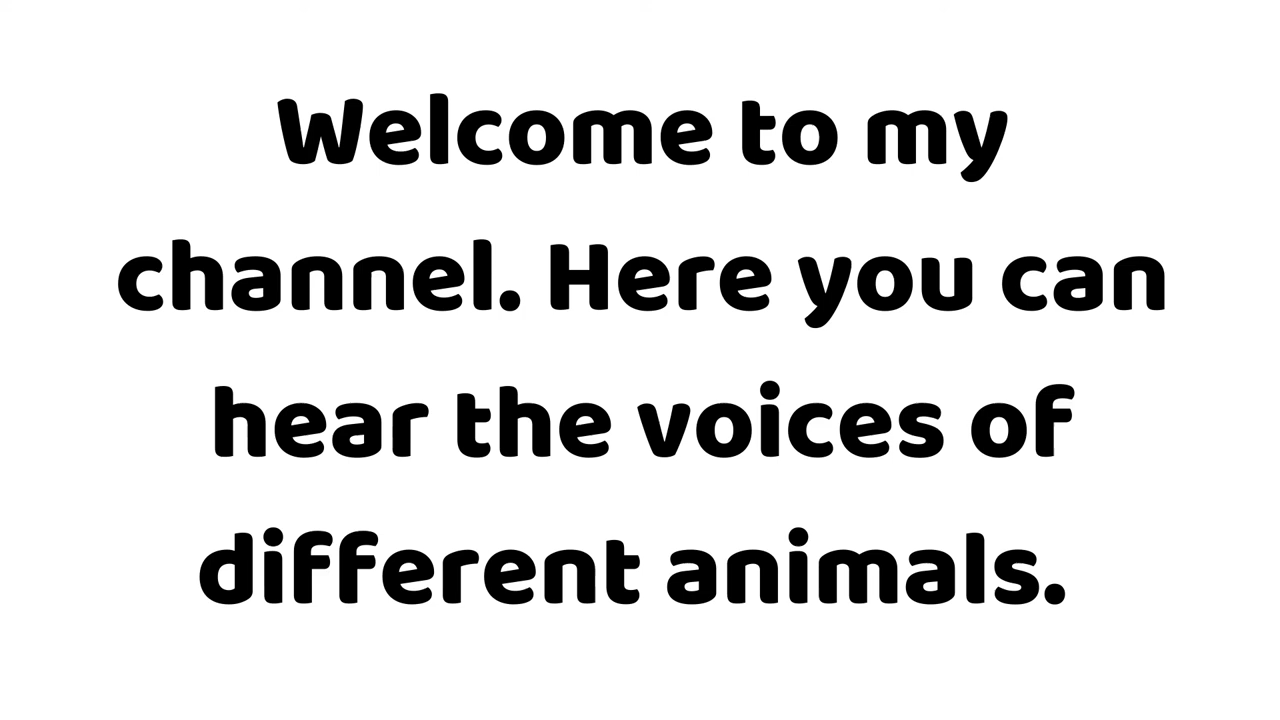 Welcome to my
channel. Here you can
hear the voices of
different animals.